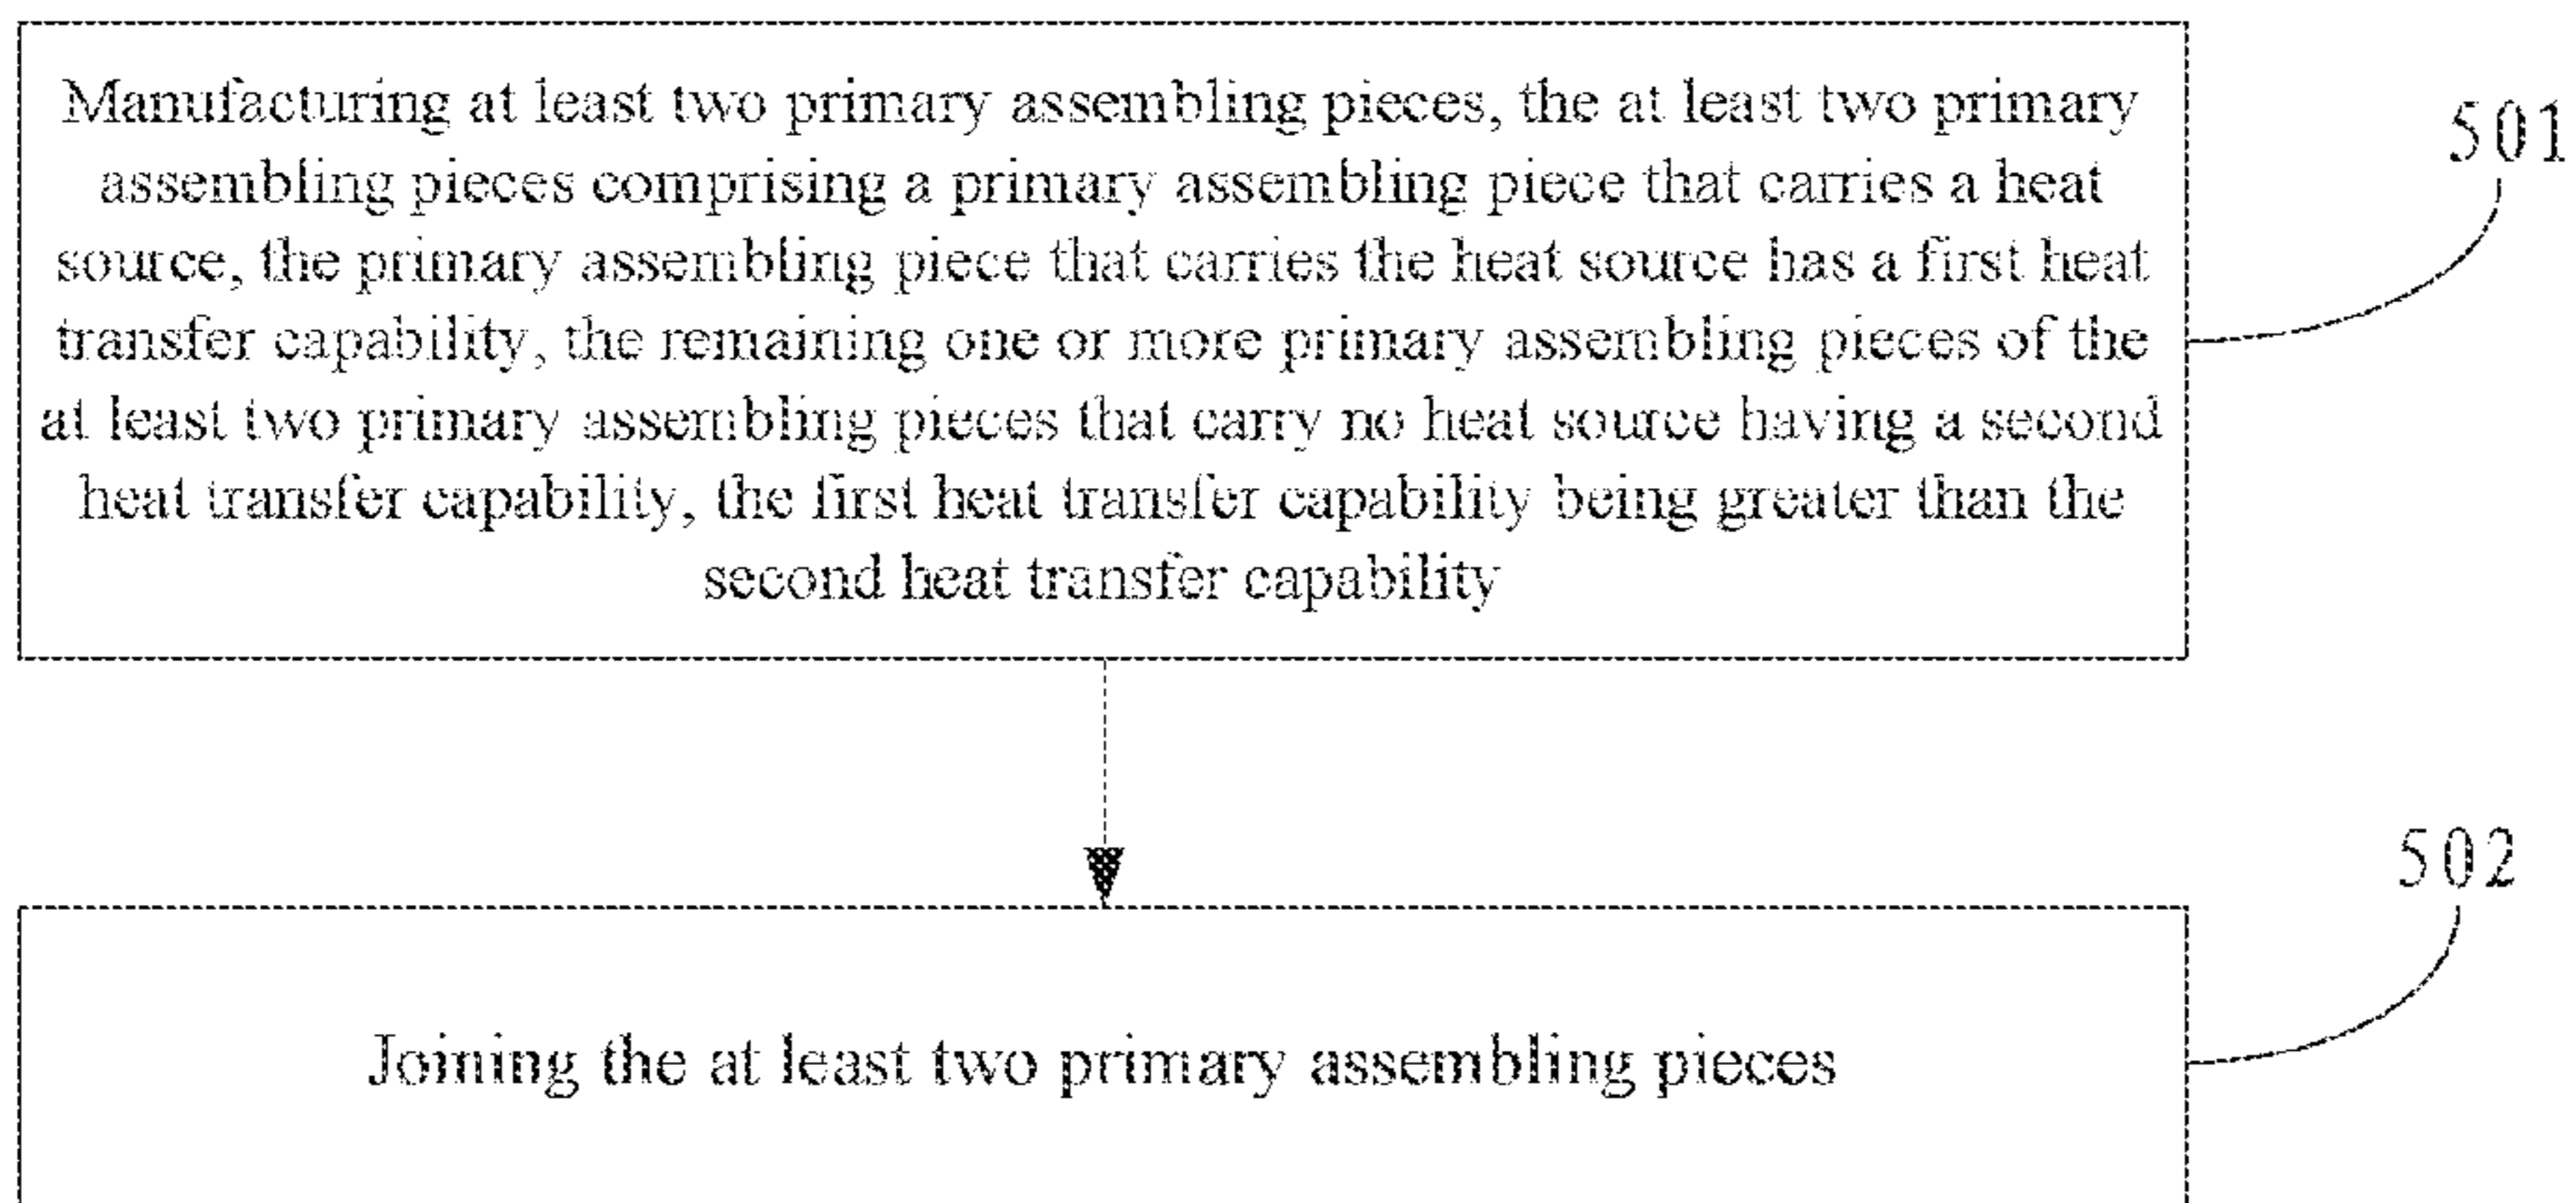 Manufacturing at least two primary assembling pieces, the at least two primary
assembling pieces comprising a primary assembling piece that carries a heat
source, the primary assembling piece that carries the heat source has a first heat
transfer capability, the remaining one or more primary assembling pieces of the
at least two primary assembling pieces that carry no heat source having a second
heat transfer capability, the first heat transfer capability being greater than the
second heat transfer capability
501
502
Joining the at least two primary assembling pieces